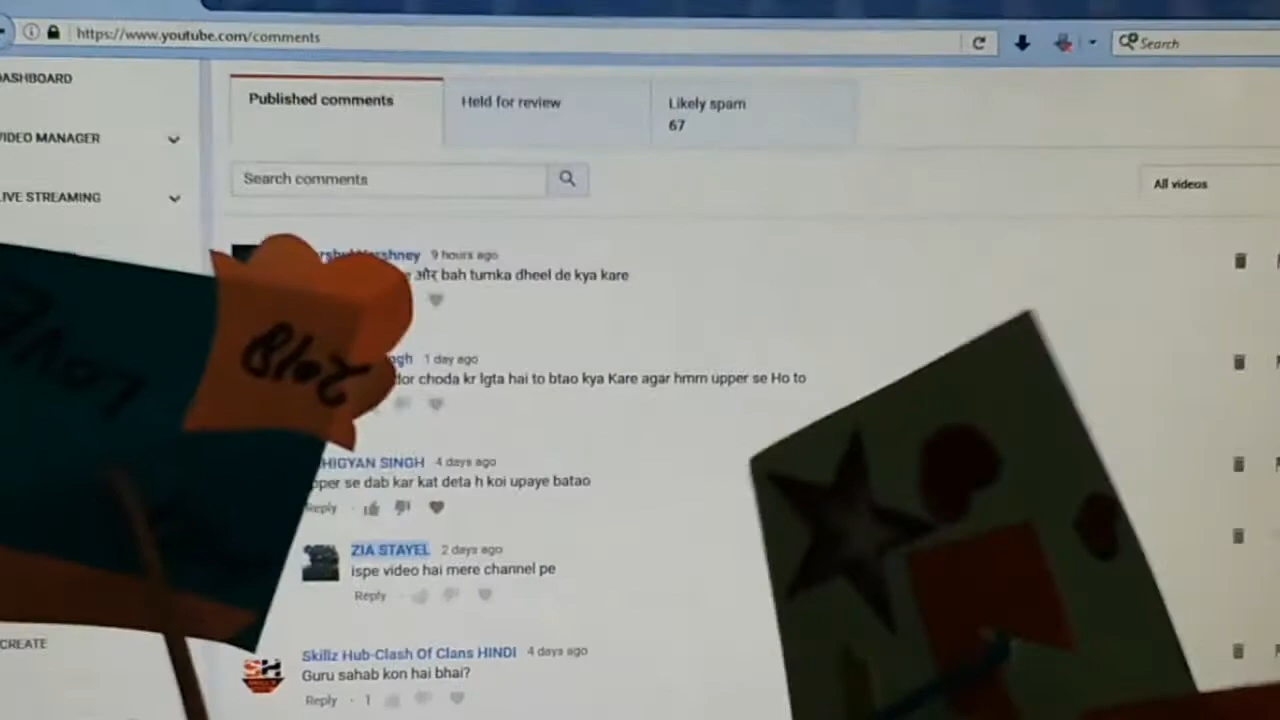 https://www.youtube.com/comments
Search
DASHBOARD
Published comments
Held for review
Likely spam
67
VIDEO MANAGER
Search comments
All videos
LIVE STREAMING
9 hours ago
और bah tumka dheel de kya kare
1 day ago
dor choda kr lgta hai to btao kya Kare agar hmm upper se Ho to
LOVE
2018
SINGH 4 days ago
upper se dab kar kat deta h koi upaye batao
Reply
ZIA STAYEL 2 days ago
ispe video hai mere channel pe
Reply
CREATE
Skillz Hub-Clash Of Clans HINDI 4 days ago
SH
Guru sahab kon hai bhai?
Reply · 1